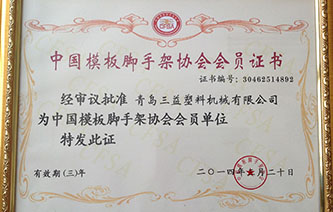 CFSA
中国模板脚手架协会会员证书
证书编号：30462514892
经审议批准 青岛三益塑料机械有限公司
为中国模板脚手架协会会员单位
特发此证
有效期（三）年
二〇一四年 月二十日